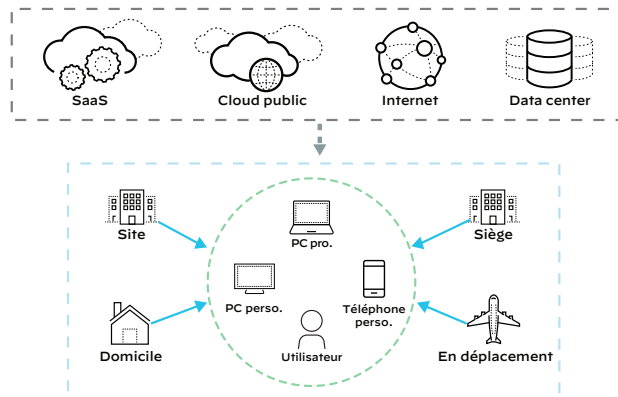 SaaS
Cloud public
Internet
Data center
Site
PC pro.
Siège
PC perso.
Téléphone
perso.
Domicile
Utilisateur
En déplacement